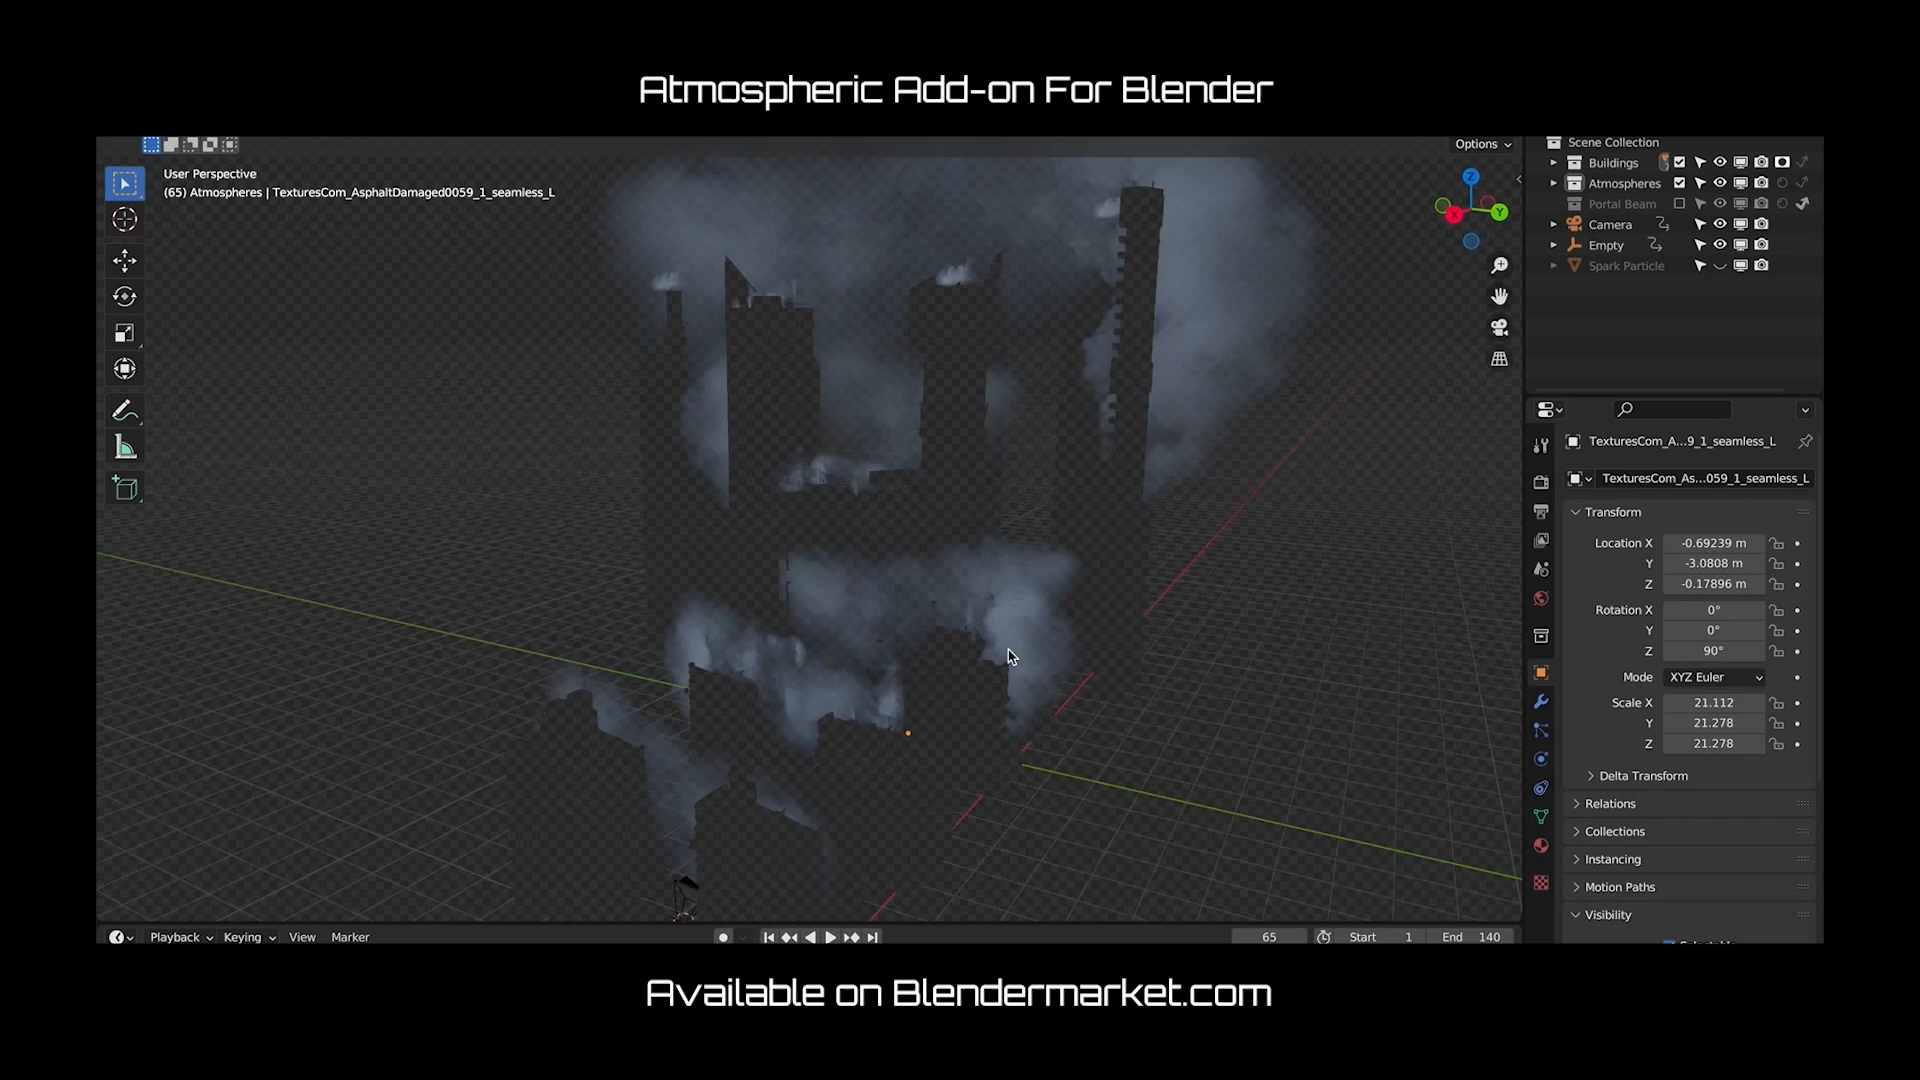 Atmospheric Add-on For Blender
Options
User Perspective
(65) Atmospheres | TexturesCom_AsphaltDamaged0059_1_seamless_L
Z
X
Y
Scene Collection
Buildings
Atmospheres
Portal Beam
Camera
Empty
Spark Particle
TexturesCom_A...9_1_seamless_L
TexturesCom_As...059_1_seamless_L
Transform
Location X -0.69239 m
Y -3.0808 m
Z -0.17896 m
Rotation X 0°
Y 0°
Z 90°
Mode XYZ Euler
Scale X 21.112
Y 21.278
Z 21.278
Delta Transform
Relations
Collections
Instancing
Motion Paths
Visibility
Playback Keying View Marker 65 Start 1 End 140
Available on Blendermarket.com